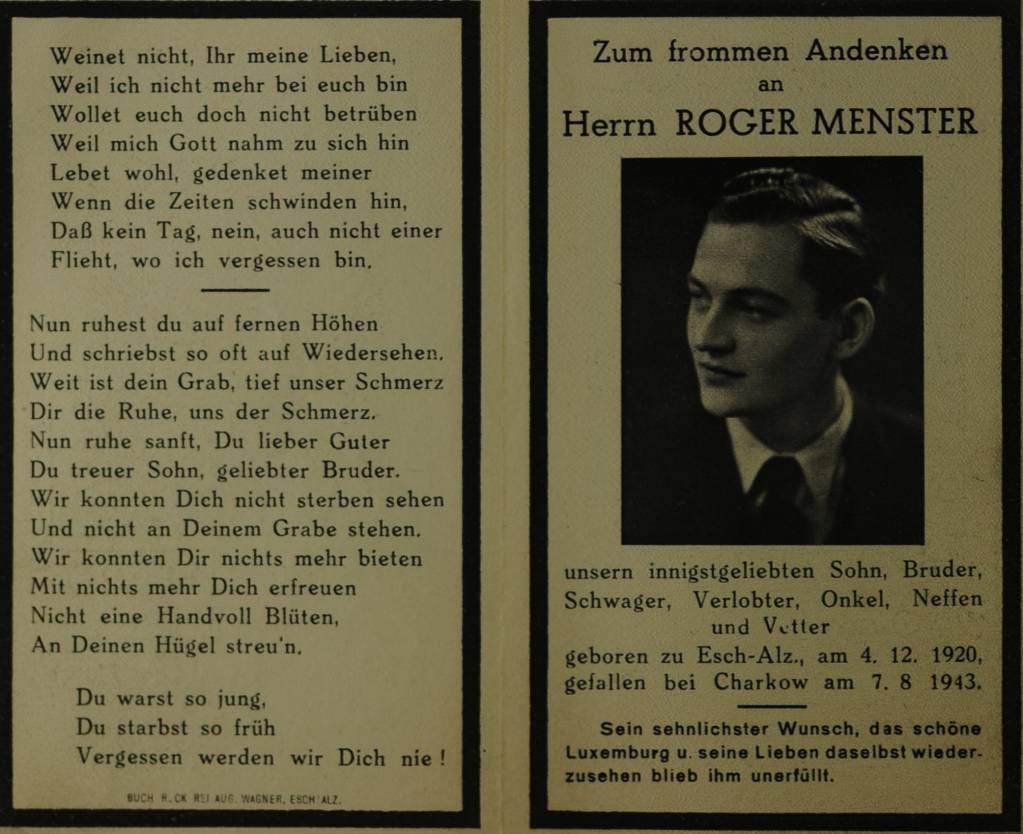 Weinet nicht, Ihr meine Lieben,
Weil ich nicht mehr bei euch bin
Wollet euch doch nicht betrüben
Weil mich Gott nahm zu sich hin
Lebet wohl, gedenket meiner
Wenn die Zeiten schwinden hin,
Daß kein Tag, nein, auch nicht einer
Flieht, wo ich vergessen bin.
Nun ruhest du auf fernen Höhen
Und schriebst so oft auf Wiedersehen.
Weit ist dein Grab, tief unser Schmerz
Dir die Ruhe, uns der Schmerz.
Nun ruhe sanft, Du lieber Guter
Du treuer Sohn, geliebter Bruder.
Wir konnten Dich nicht sterben sehen
Und nicht an Deinem Grabe stehen.
Wir konnten Dir nichts mehr bieten
Mit nichts mehr Dich erfreuen
Nicht eine Handvoll Blüten,
An Deinen Hügel streu'n.
Du warst so jung,
Du starbst so früh
Vergessen werden wir Dich nie !
AUG. WAGNER, ESCH-ALZ.
Zum frommen Andenken
an
Herrn ROGER MENSTER
unsern innigstgeliebten Sohn, Bruder,
Schwager, Verlobter, Onkel, Neffen
und Vetter
geboren zu Esch-Alz., am 4. 12. 1920,
gefallen bei Charkow am 7. 8 1943.
Sein sehnlichster Wunsch, das schöne
Luxemburg u. seine Lieben daselbst wieder-
zusehen blieb ihm unerfüllt.